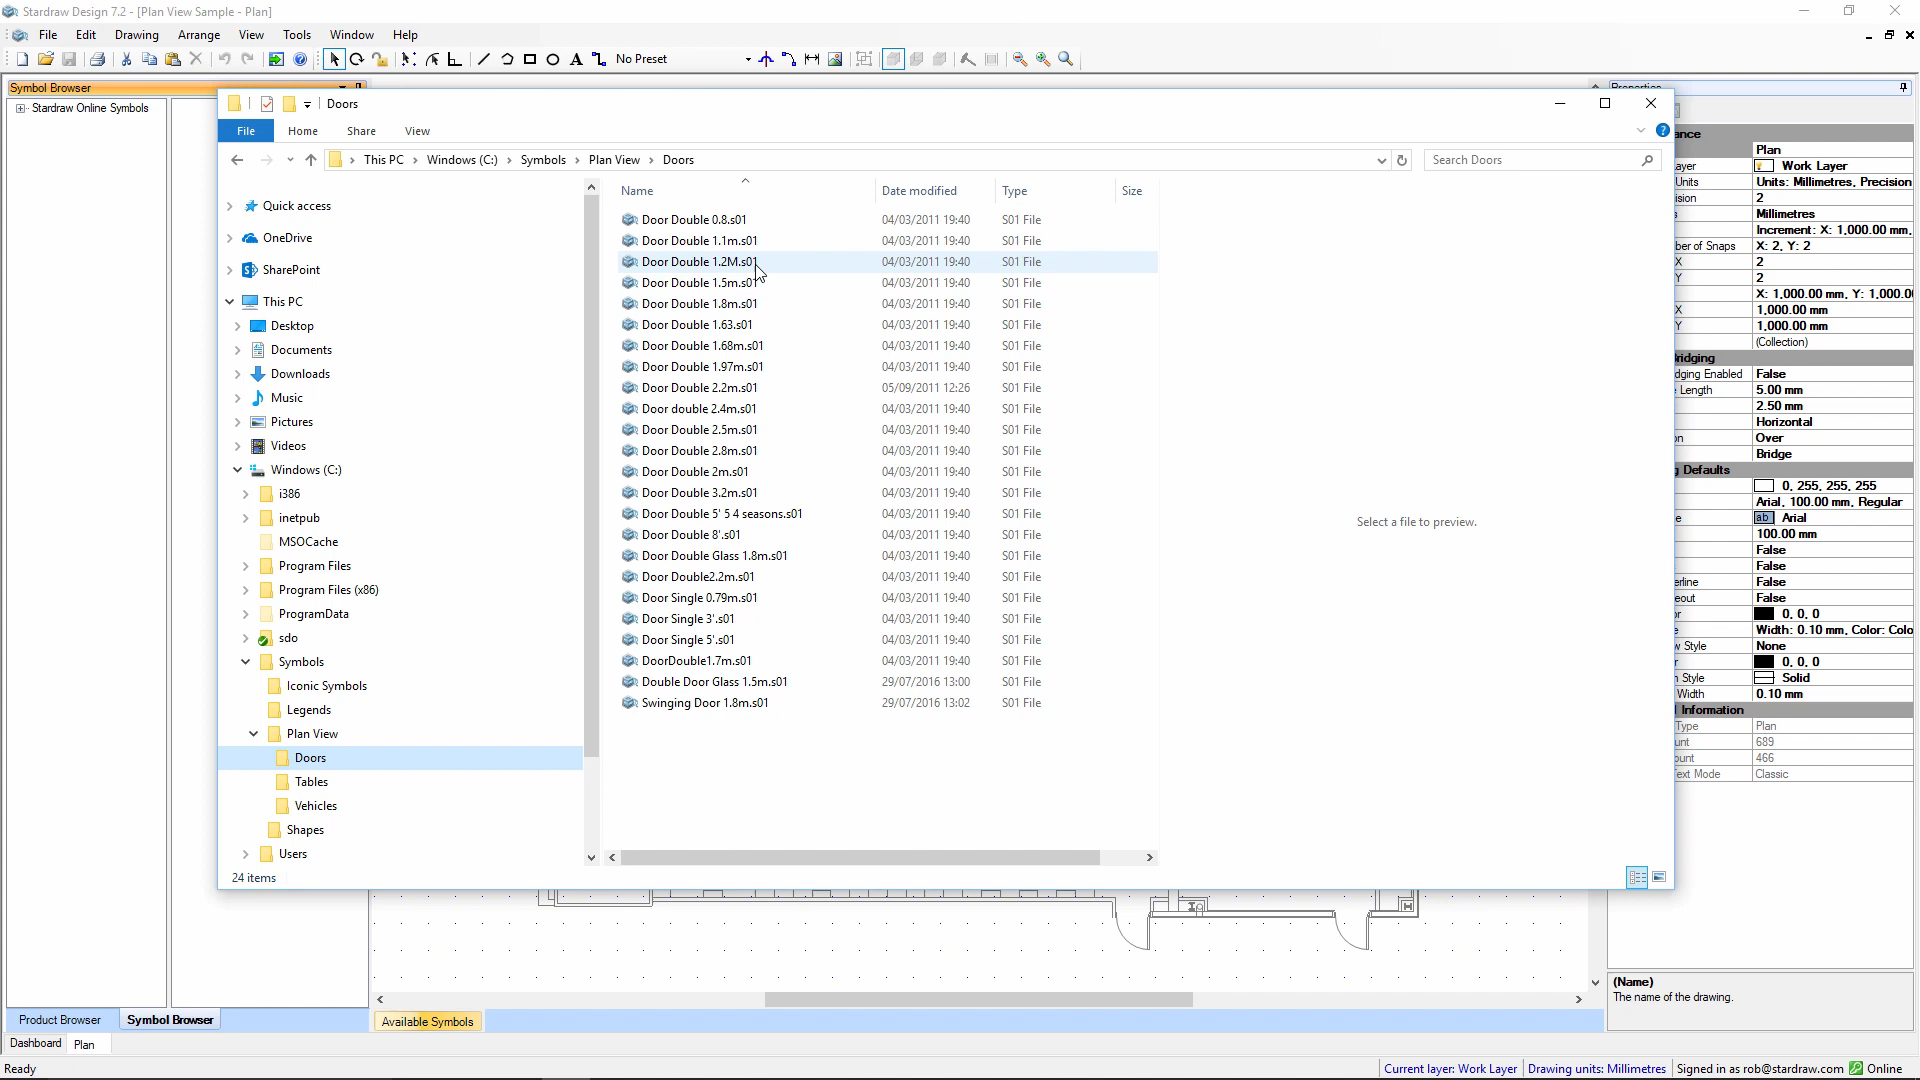 Stardraw Design 7.2 - [Plan View Sample - Plan]
File Edit Drawing Arrange View Tools Window Help
No Preset
Symbol Browser
Stardraw Online Symbols
Doors
File Home Share View
This PC > Windows (C:) > Symbols > Plan View > Doors
Search Doors
Quick access
OneDrive
SharePoint
This PC
Desktop
Documents
Downloads
Music
Pictures
Videos
Windows (C:)
i386
inetpub
MSOCache
Program Files
Program Files (x86)
ProgramData
sdo
Symbols
Iconic Symbols
Legends
Plan View
Doors
Tables
Vehicles
Shapes
Users
24 items
Name Date modified Type Size
Door Double 0.8.s01 04/03/2011 19:40 S01 File
Door Double 1.1m.s01 04/03/2011 19:40 S01 File
Door Double 1.2M.s01 04/03/2011 19:40 S01 File
Door Double 1.5m.s01 04/03/2011 19:40 S01 File
Door Double 1.8m.s01 04/03/2011 19:40 S01 File
Door Double 1.63.s01 04/03/2011 19:40 S01 File
Door Double 1.68m.s01 04/03/2011 19:40 S01 File
Door Double 1.97m.s01 04/03/2011 19:40 S01 File
Door Double 2.2m.s01 05/09/2011 12:26 S01 File
Door double 2.4m.s01 04/03/2011 19:40 S01 File
Door Double 2.5m.s01 04/03/2011 19:40 S01 File
Door Double 2.8m.s01 04/03/2011 19:40 S01 File
Door Double 2m.s01 04/03/2011 19:40 S01 File
Door Double 3.2m.s01 04/03/2011 19:40 S01 File
Door Double 5' 5 4 seasons.s01 04/03/2011 19:40 S01 File
Door Double 8'.s01 04/03/2011 19:40 S01 File
Door Double Glass 1.8m.s01 04/03/2011 19:40 S01 File
Door Double2.2m.s01 04/03/2011 19:40 S01 File
Door Single 0.79m.s01 04/03/2011 19:40 S01 File
Door Single 3'.s01 04/03/2011 19:40 S01 File
Door Single 5'.s01 04/03/2011 19:40 S01 File
DoorDouble1.7m.s01 04/03/2011 19:40 S01 File
Double Door Glass 1.5m.s01 29/07/2016 13:00 S01 File
Swinging Door 1.8m.s01 29/07/2016 13:02 S01 File
Select a file to preview.
Plan
Work Layer
Units Units: Millimetres, Precision
2
Millimetres
Increment: X: 1,000.00 mm,
Snaps X: 2, Y: 2
X 2
Y 2
X: 1,000.00 mm, Y: 1,000.0
X 1,000.00 mm
Y 1,000.00 mm
(Collection)
Enabled False
Length 5.00 mm
2.50 mm
Horizontal
Over
Bridge
Defaults
0, 255, 255, 255
Arial, 100.00 mm, Regular
ab Arial
100.00 mm
False
False
False
False
0, 0, 0
Width: 0.10 mm, Color: Colo
Style None
0, 0, 0
Style Solid
Width 0.10 mm
Information
Type Plan
689
466
Text Mode Classic
(Name)
The name of the drawing.
Product Browser Symbol Browser
Available Symbols
Dashboard Plan
Ready
Current layer: Work Layer Drawing units: Millimetres Signed in as rob@stardraw.com Online